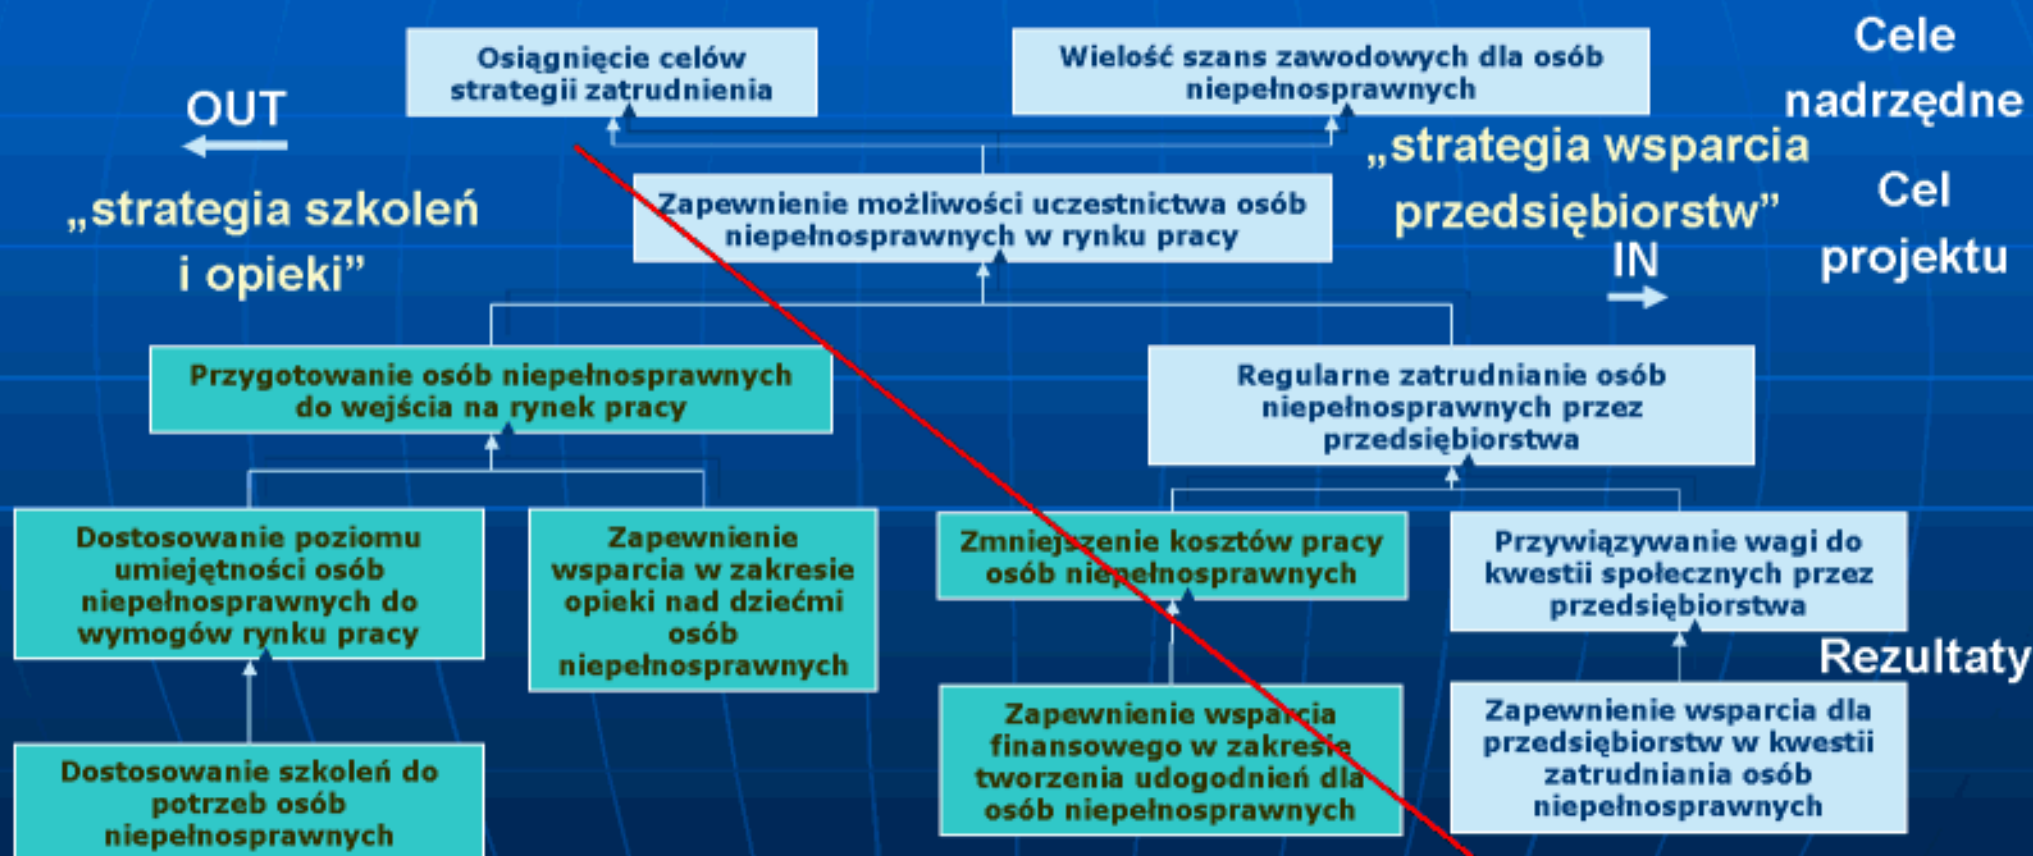 Osiągnięcie celów
strategii zatrudnienia
Wielość szans zawodowych dla osób
niepełnosprawnych
Cele
nadrzędne
OUT
„strategia szkoleń
i opieki”
Zapewnienie możliwości uczestnictwa osób
niepełnosprawnych w rynku pracy
„strategia wsparcia
przedsiębiorstw”
IN
Cel
projektu
Przygotowanie osób niepełnosprawnych
do wejścia na rynek pracy
Regularne zatrudnianie osób
niepełnosprawnych przez
przedsiębiorstwa
Dostosowanie poziomu
umiejętności osób
niepełnosprawnych do
wymogów rynku pracy
Zapewnienie
wsparcia w zakresie
opieki nad dziećmi
osób
niepełnosprawnych
Zmniejszenie kosztów pracy
osób niepełnosprawnych
Przywiązywanie wagi do
kwestii społecznych przez
przedsiębiorstwa
Rezultaty
Dostosowanie szkoleń do
potrzeb osób
niepełnosprawnych
Zapewnienie wsparcia
finansowego w zakresie
tworzenia udogodnień dla
osób niepełnosprawnych
Zapewnienie wsparcia dla
przedsiębiorstw w kwestii
zatrudniania osób
niepełnosprawnych